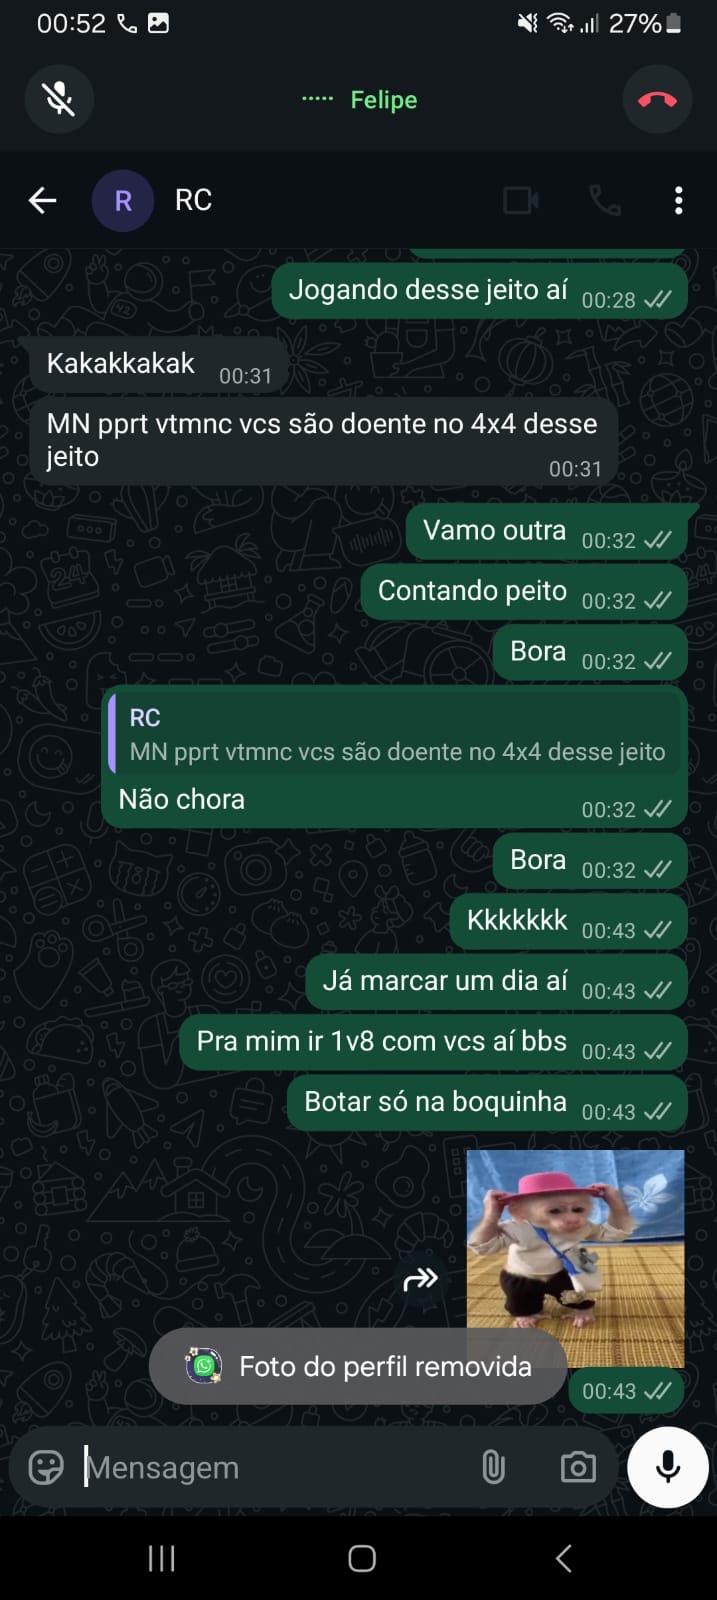 00:52 27%
Felipe
R RC
Jogando desse jeito aí 00:28
Kakakkakak 00:31
MN pprt vtmnc vcs são doente no 4x4 desse
jeito 00:31
Vamo outra 00:32
Contando peito 00:32
Bora 00:32
RC
MN pprt vtmnc vcs são doente no 4x4 desse jeito
Não chora 00:32
Bora 00:32
Kkkkkkk 00:43
Já marcar um dia aí 00:43
Pra mim ir 1v8 com vcs aí bbs 00:43
Botar só na boquinha 00:43
Foto do perfil removida
00:43
Mensagem